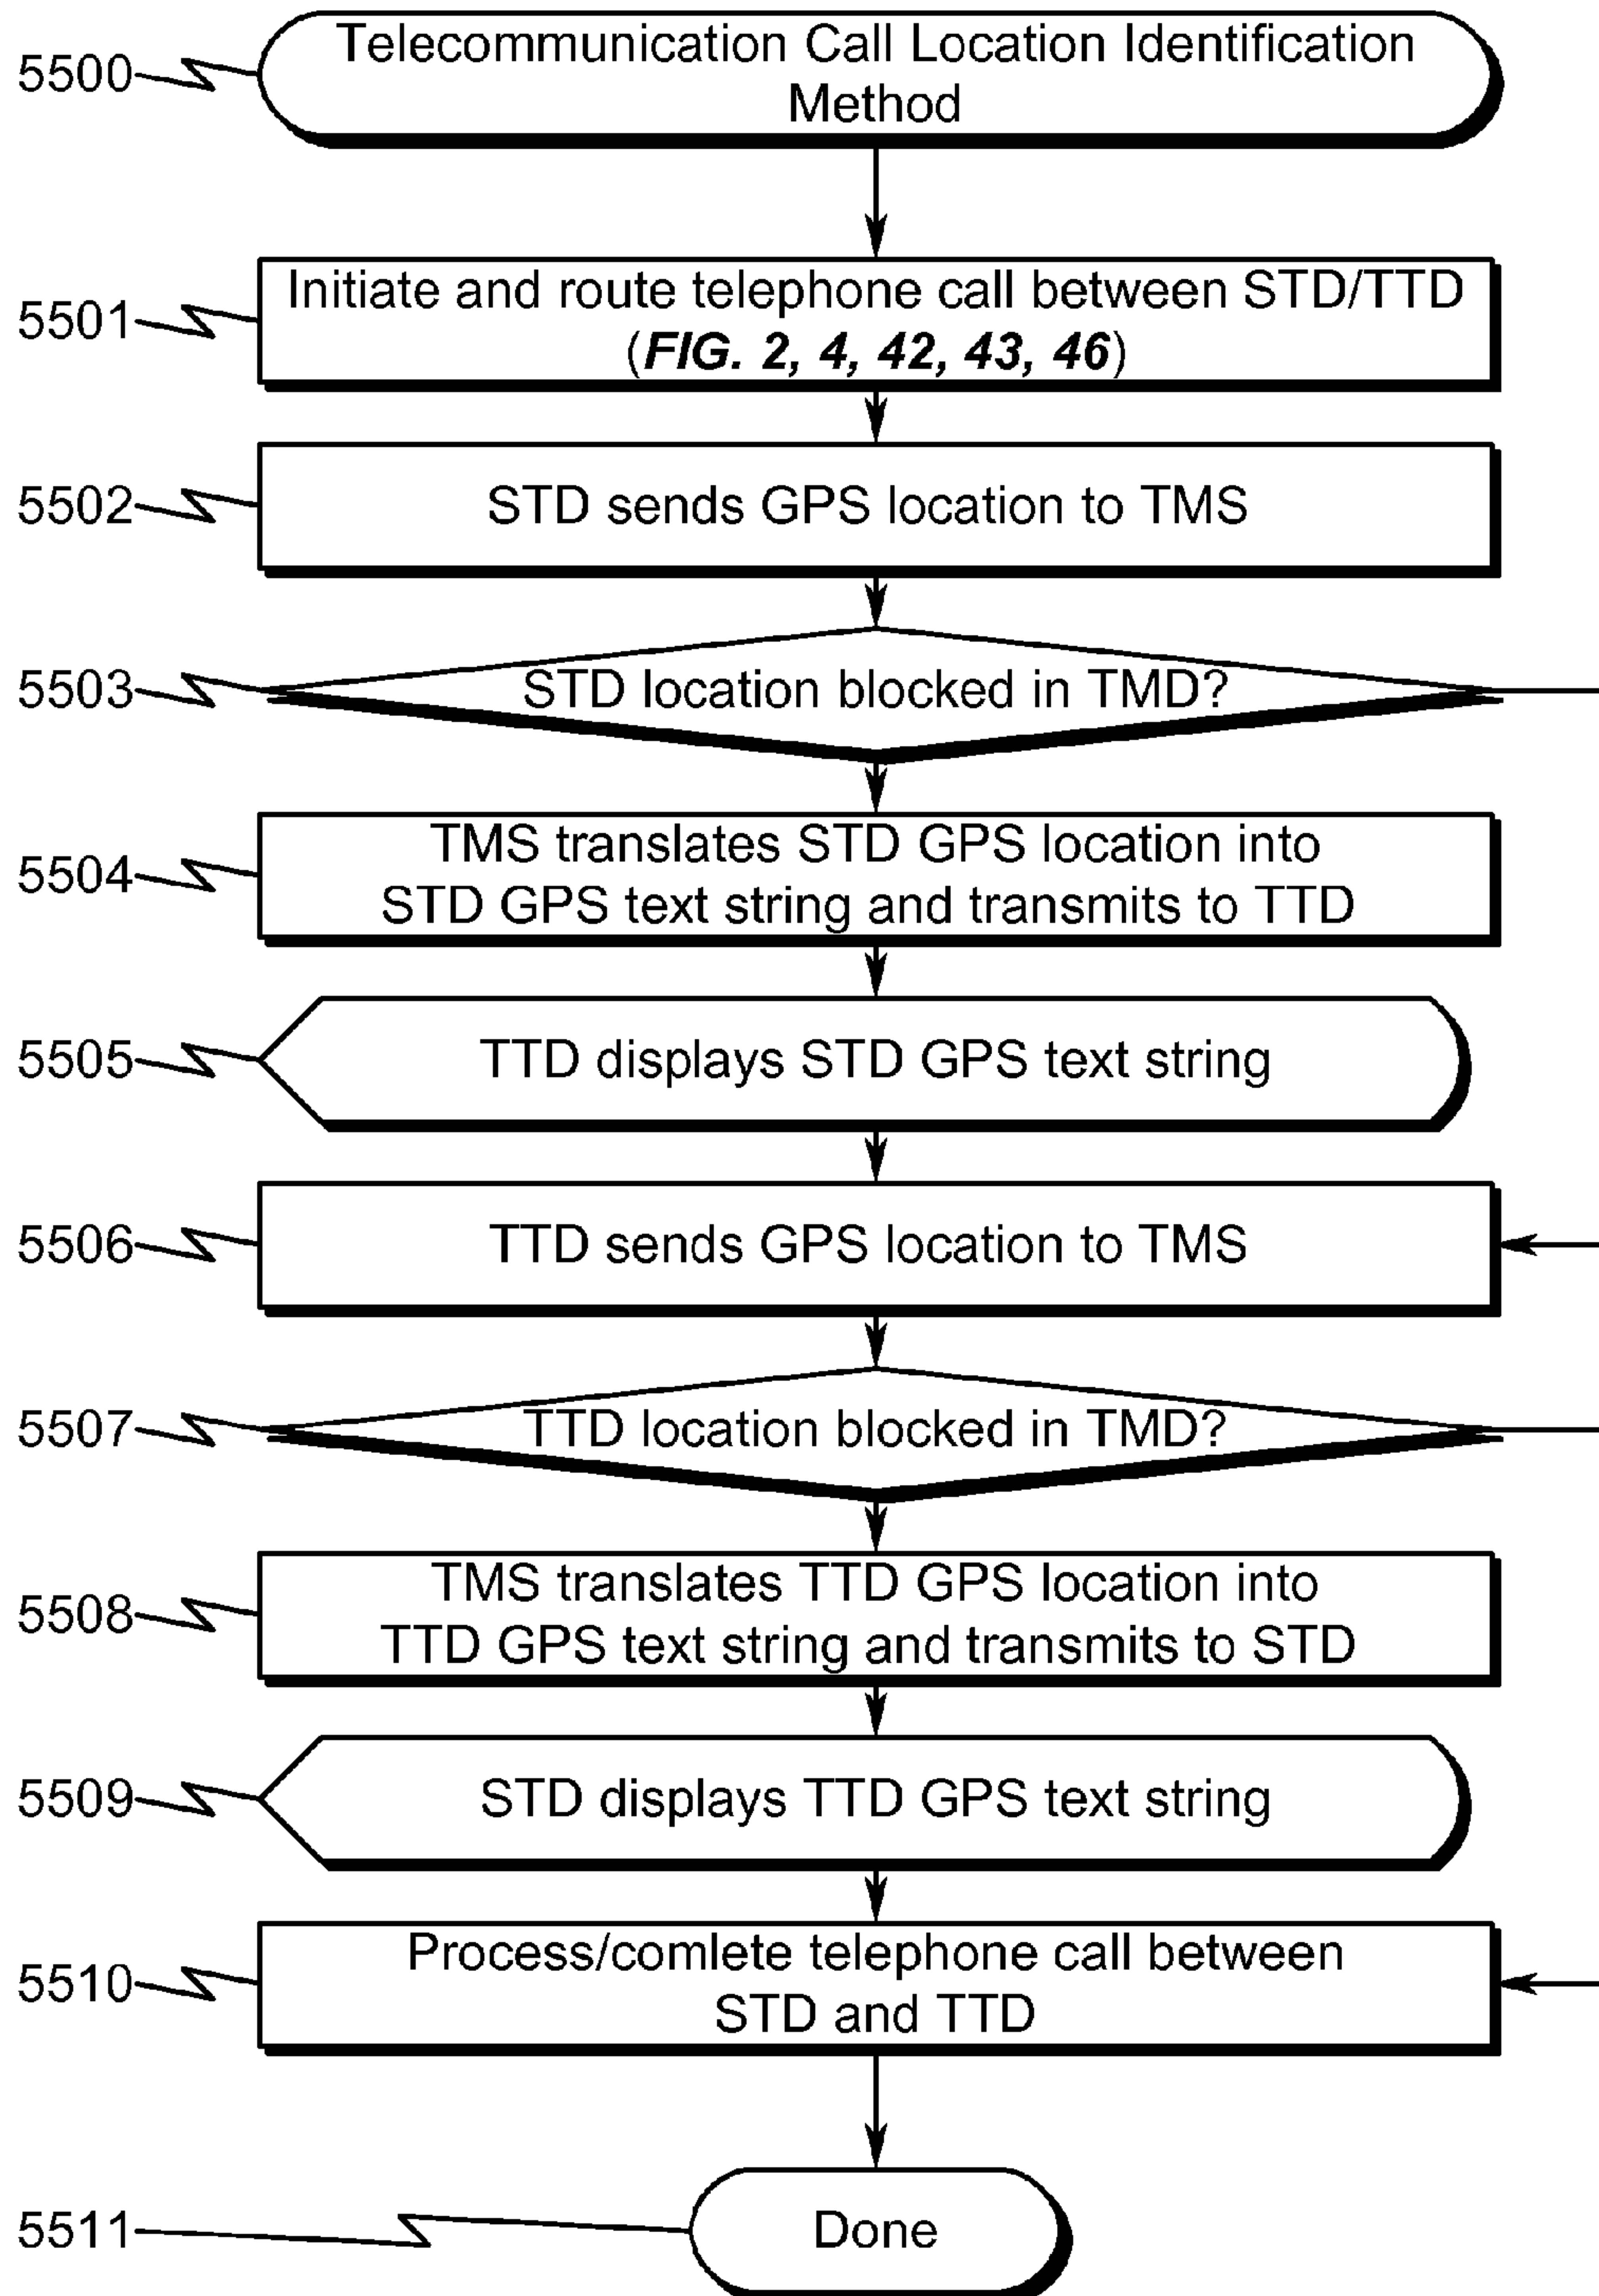 5500
Telecommunication Call Location Identification
Method
5501
Initiate and route telephone call between STD/TTD
(FIG. 2, 4, 42, 43, 46)
5502
STD sends GPS location to TMS
5503
STD location blocked in TMD?
5504
TMS translates STD GPS location into
STD GPS text string and transmits to TTD
5505
TTD displays STD GPS text string
5506
TTD sends GPS location to TMS
5507
TTD location blocked in TMD?
5508
TMS translates TTD GPS location into
TTD GPS text string and transmits to STD
5509
STD displays TTD GPS text string
5510
Process/comlete telephone call between
STD and TTD
5511
Done